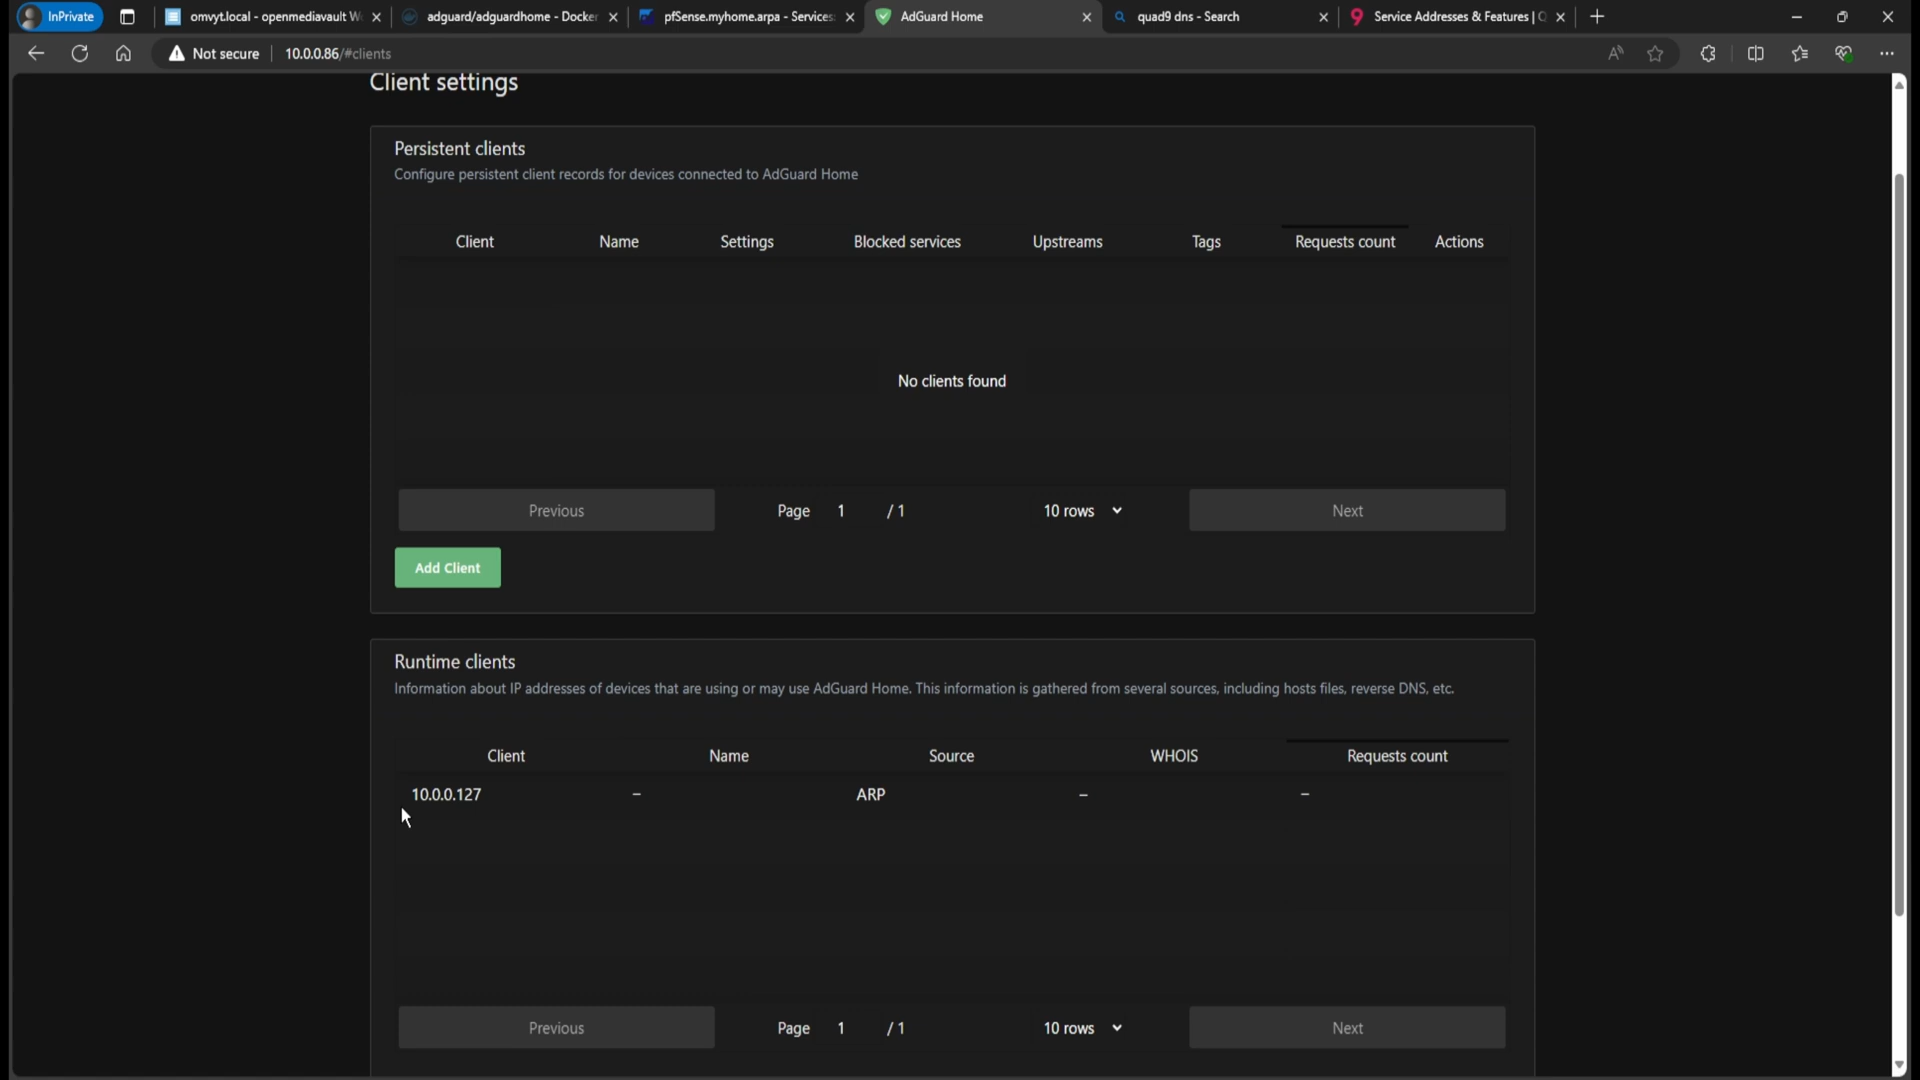 InPrivate
omvyt.local - openmediavault W
adguard/adguardhome - Docker
pfSense.myhome.arpa - Services:
AdGuard Home
quad9 dns - Search
Service Addresses & Features |
Not secure
10.0.0.86/#clients
Client settings
Persistent clients
Configure persistent client records for devices connected to AdGuard Home
Client Name Settings Blocked services Upstreams Tags Requests count Actions
No clients found
Previous Page 1 / 1 10 rows Next
Add Client
Runtime clients
Information about IP addresses of devices that are using or may use AdGuard Home. This information is gathered from several sources, including hosts files, reverse DNS, etc.
Client Name Source WHOIS Requests count
10.0.0.127 – ARP – –
Previous Page 1 / 1 10 rows Next